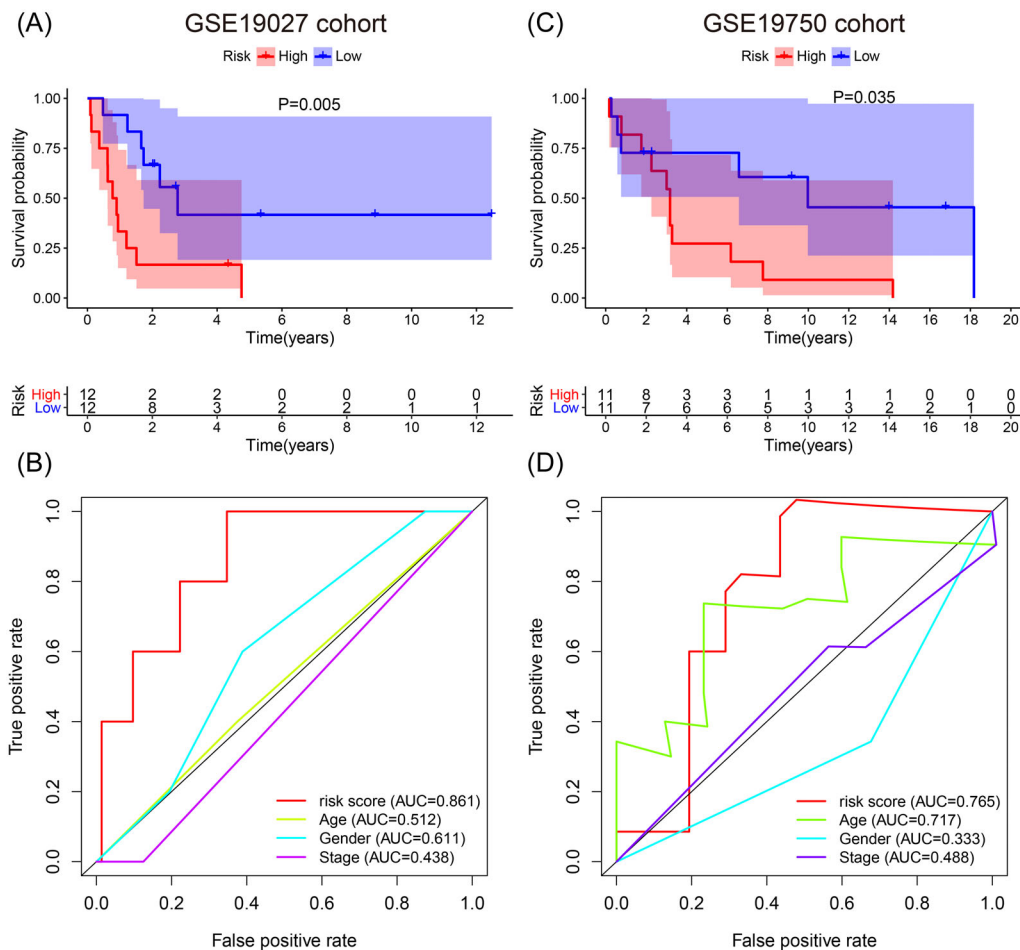 (A) GSE19027 cohort
Risk High Low
P=0.005
Survival probability
1.00
0.75
0.50
0.25
0.00
0 2 4 6 8 10 12
Time(years)
Risk
High 12 2 2 0 0 0 0
Low 12 8 3 2 2 1 1
0 2 4 6 8 10 12
Time(years)
(C) GSE19750 cohort
Risk High Low
P=0.035
Survival probability
1.00
0.75
0.50
0.25
0.00
0 2 4 6 8 10 12 14 16 18 20
Time(years)
Risk
High 11 8 3 3 1 1 1 1 0 0 0
Low 11 7 6 6 5 3 3 2 2 1 0
0 2 4 6 8 10 12 14 16 18 20
Time(years)
(B)
True positive rate
1.0
0.8
0.6
0.4
0.2
0.0
risk score (AUC=0.861)
Age (AUC=0.512)
Gender (AUC=0.611)
Stage (AUC=0.438)
0.0 0.2 0.4 0.6 0.8 1.0
False positive rate
(D)
True positive rate
1.0
0.8
0.6
0.4
0.2
0.0
risk score (AUC=0.765)
Age (AUC=0.717)
Gender (AUC=0.333)
Stage (AUC=0.488)
0.0 0.2 0.4 0.6 0.8 1.0
False positive rate